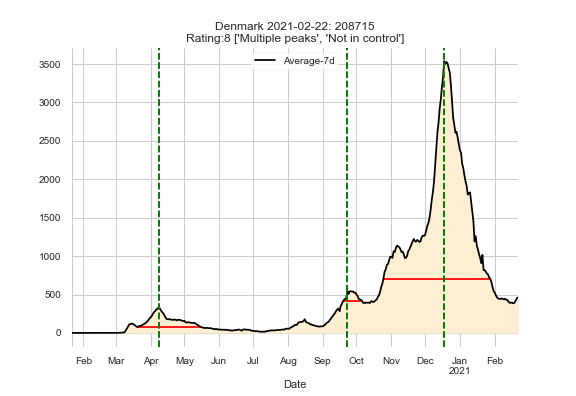 Denmark 2021-02-22: 208715
Rating:8 ['Multiple peaks', 'Not in control']
Average-7d
3500
3000
2500
2000
1500
1000
500
0
Feb Mar Apr May Jun Jul Aug Sep Oct Nov Dec Jan Feb
2021
Date